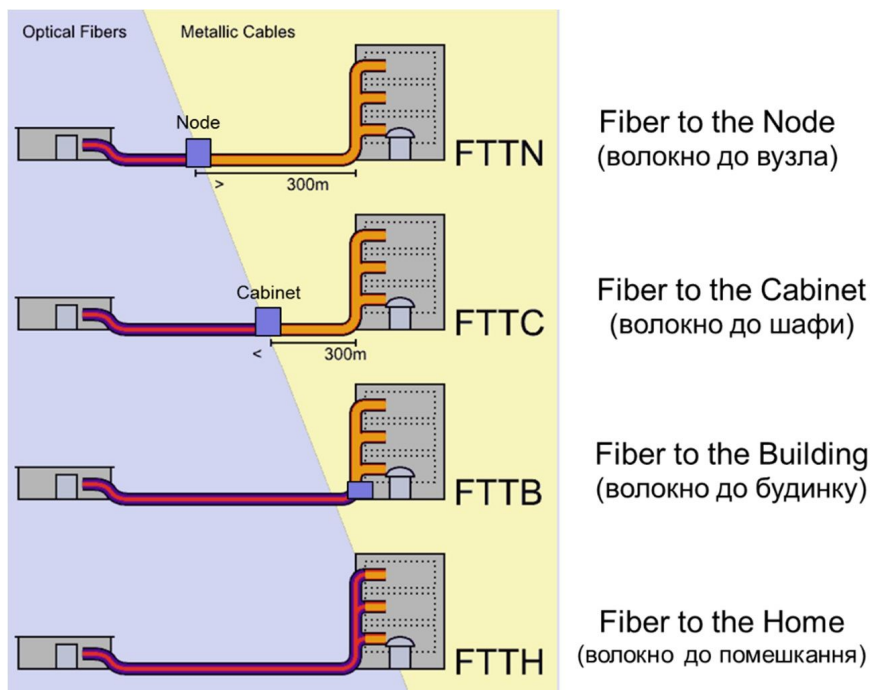 Optical Fibers
Metallic Cables
Node
> 300m
FTTN
Fiber to the Node
(волокно до вузла)
Cabinet
< 300m
FTTC
Fiber to the Cabinet
(волокно до шафи)
FTTB
Fiber to the Building
(волокно до будинку)
FTTH
Fiber to the Home
(волокно до помешкання)